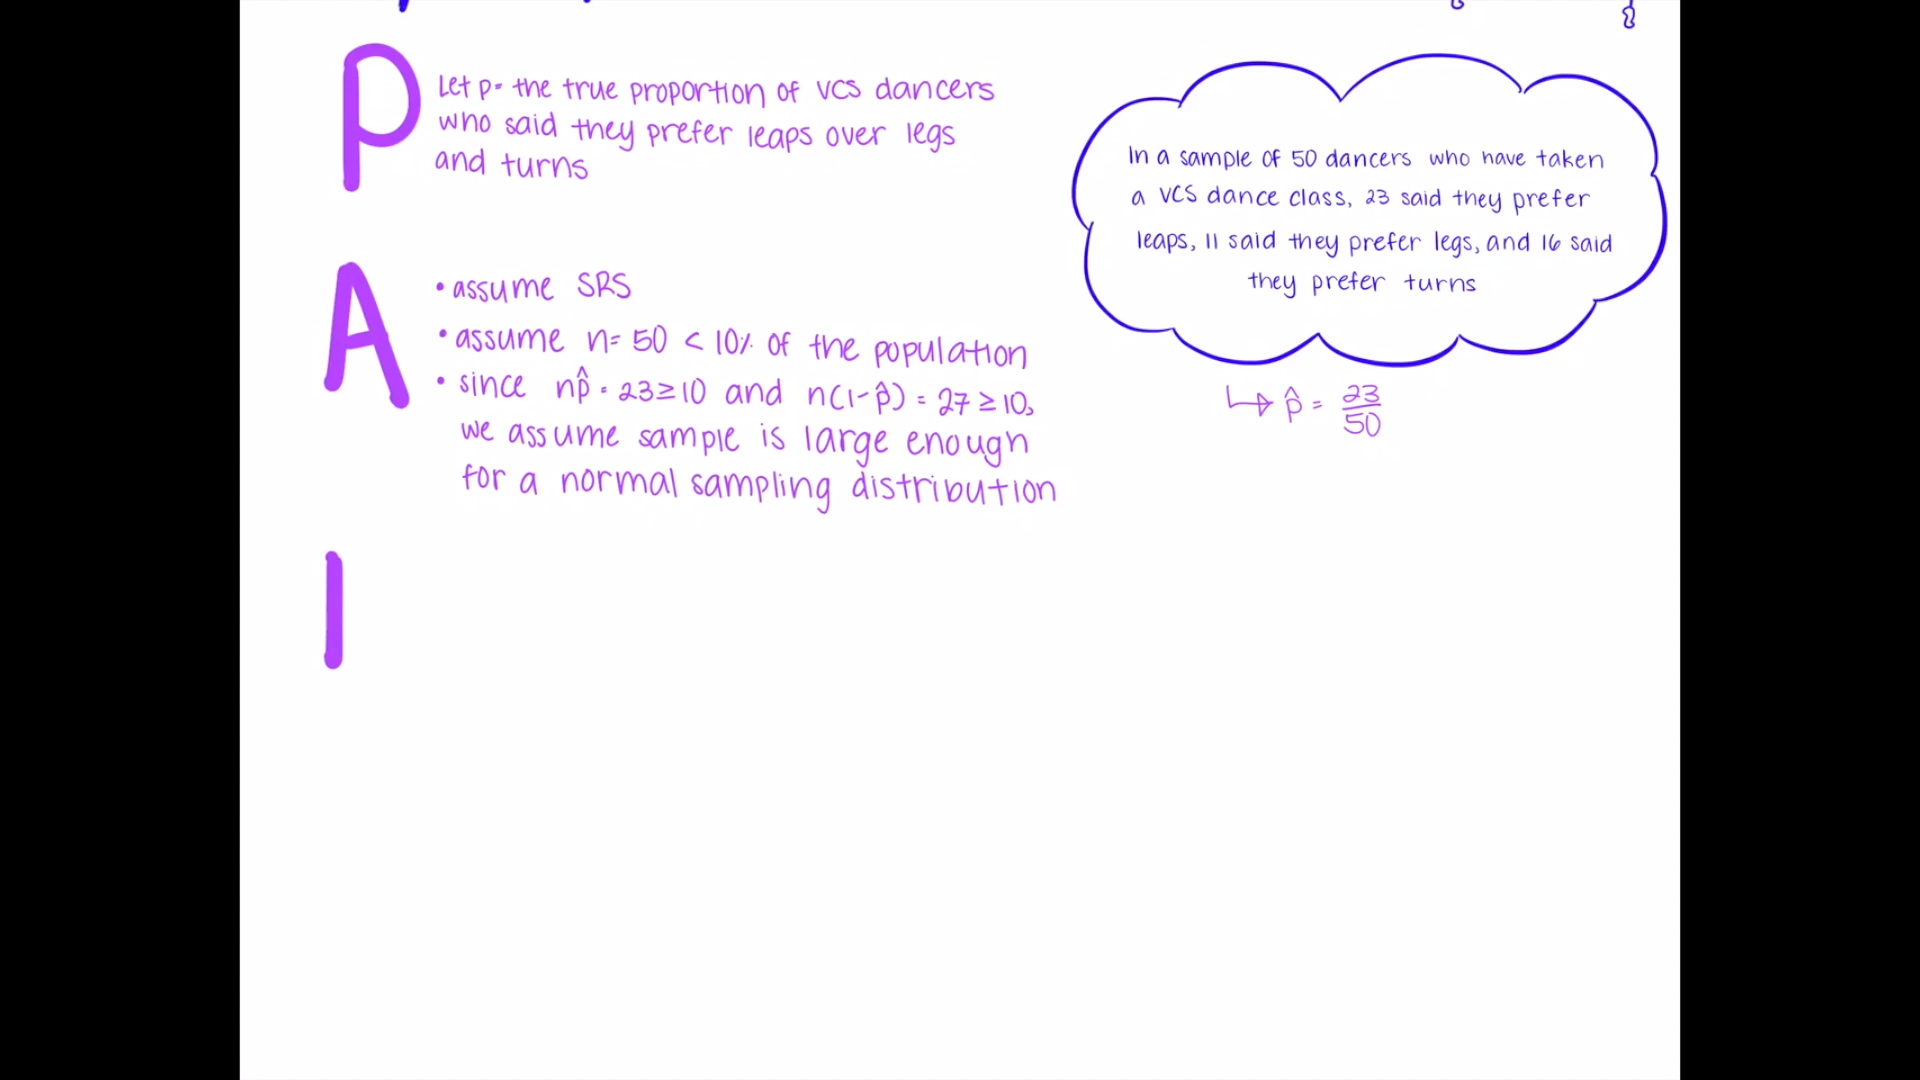 P
Let p= the true proportion of VCS dancers
who said they prefer leaps over legs
and turns
In a sample of 50 dancers who have taken
a VCS dance class, 23 said they prefer
leaps, 11 said they prefer legs, and 16 said
they prefer turns
A
• assume SRS
• assume n= 50 < 10% of the population
• since np̂ = 23 ≥ 10 and n(1-p̂) = 27 ≥ 10,
we assume sample is large enough
for a normal sampling distribution
↳ p̂ = 23/50
I